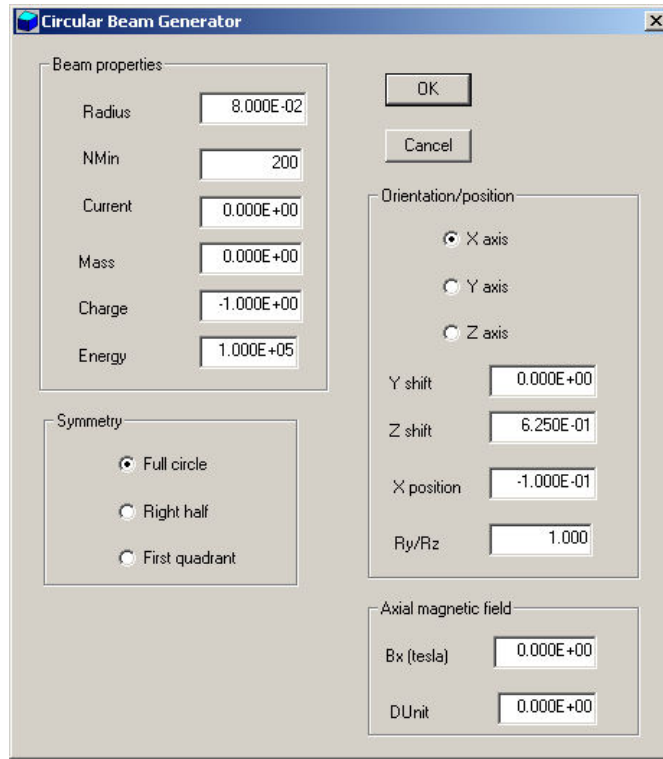 Circular Beam Generator
Beam properties
Radius 8.000E-02
NMin 200
Current 0.000E+00
Mass 0.000E+00
Charge -1.000E+00
Energy 1.000E+05
Symmetry
Full circle
Right half
First quadrant
OK
Cancel
Orientation/position
X axis
Y axis
Z axis
Y shift 0.000E+00
Z shift 6.250E-01
X position -1.000E-01
Ry/Rz 1.000
Axial magnetic field
Bx (tesla) 0.000E+00
DUnit 0.000E+00